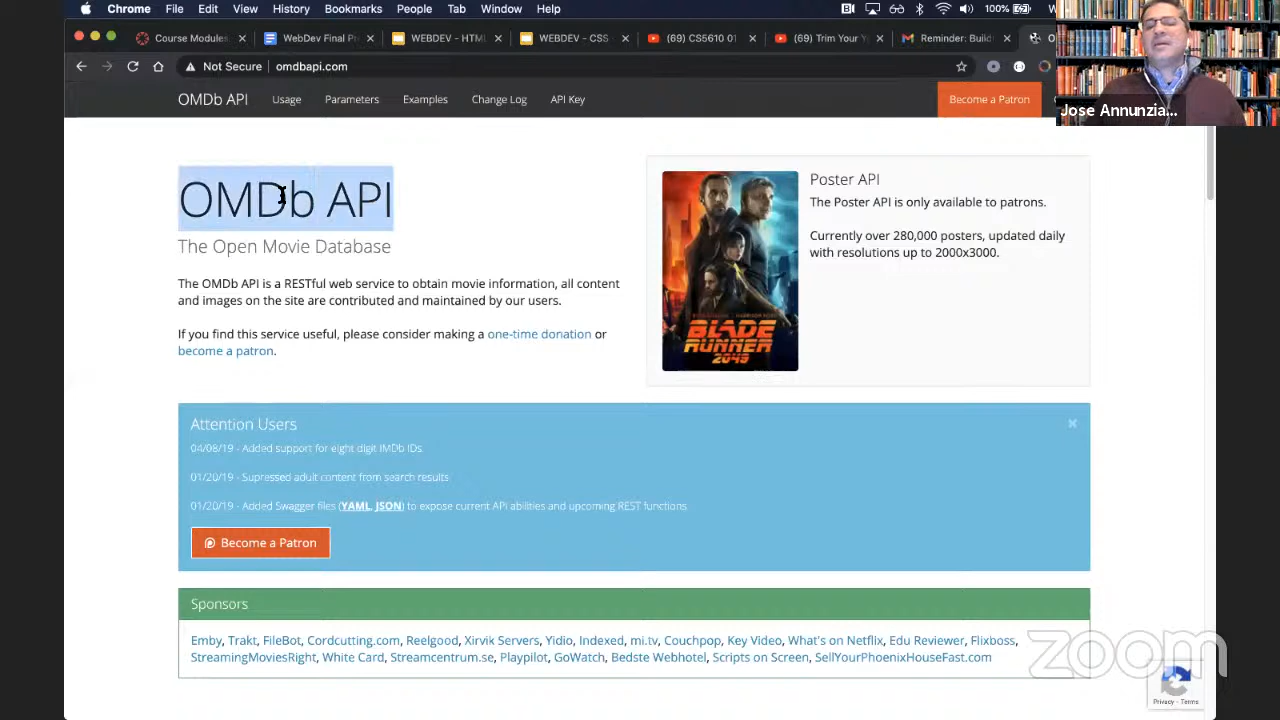 Chrome File Edit View History Bookmarks People Tab Window Help 100%
Course Modules WebDev Final P WEBDEV - HTML WEBDEV - CSS (69) CS5610 01 (69) Trim Your Y Reminder: Build
Not Secure omdbapi.com
OMDb API Usage Parameters Examples Change Log API Key Become a Patron
Jose Annunzia...
OMDb API
The Open Movie Database
The OMDb API is a RESTful web service to obtain movie information, all content
and images on the site are contributed and maintained by our users.
If you find this service useful, please consider making a one-time donation or
become a patron.
BLADE
RUNNER
2049
Poster API
The Poster API is only available to patrons.
Currently over 280,000 posters, updated daily
with resolutions up to 2000x3000.
Attention Users
04/08/19 - Added support for eight digit IMDb IDs.
01/20/19 - Supressed adult content from search results
01/20/19 - Added Swagger files (YAML, JSON) to expose current API abilities and upcoming REST functions.
Become a Patron
Sponsors
Emby, Trakt, FileBot, Cordcutting.com, Reelgood, Xirvik Servers, Yidio, Indexed, mi.tv, Couchpop, Key Video, What's on Netflix, Edu Reviewer, Flixboss,
StreamingMoviesRight, White Card, Streamcentrum.se, Playpilot, GoWatch, Bedste Webhotel, Scripts on Screen, SellYourPhoenixHouseFast.com
zoom
Privacy - Terms